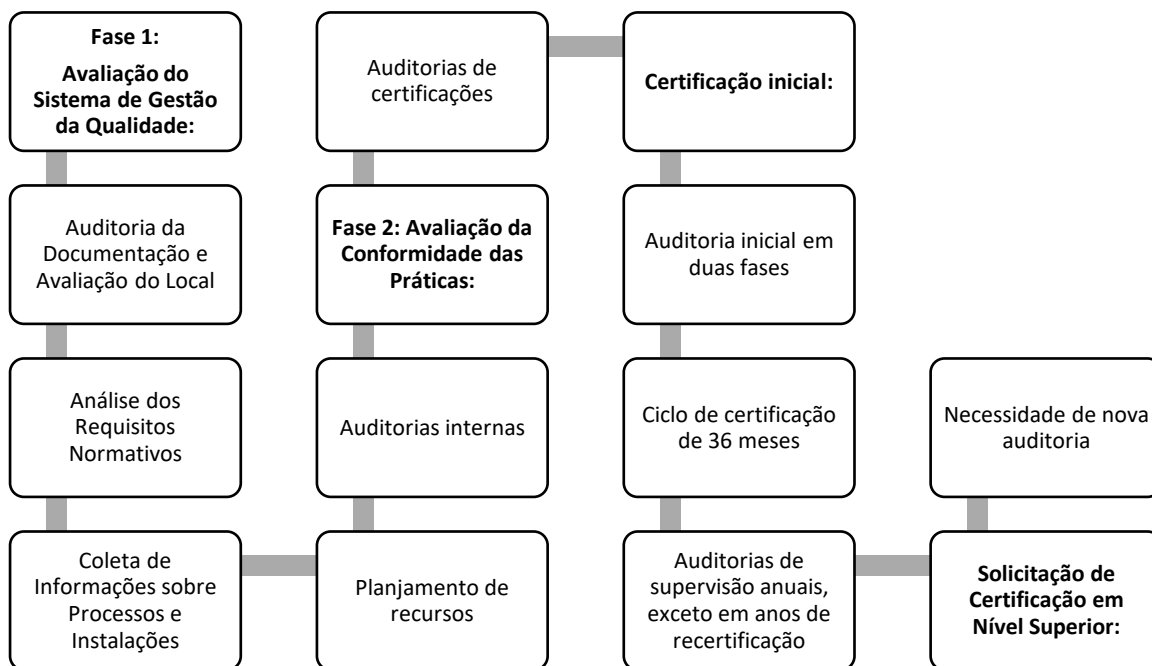 Fase 1:
Avaliação do
Sistema de Gestão
da Qualidade:
Auditoria da
Documentação e
Avaliação do Local
Análise dos
Requisitos
Normativos
Coleta de
Informações sobre
Processos e
Instalações
Planjamento de
recursos
Auditorias internas
Fase 2: Avaliação da
Conformidade das
Práticas:
Auditorias de
certificações
Certificação inicial:
Auditoria inicial em
duas fases
Ciclo de certificação
de 36 meses
Auditorias de
supervisão anuais,
exceto em anos de
recertificação
Solicitação de
Certificação em
Nível Superior:
Necessidade de nova
auditoria